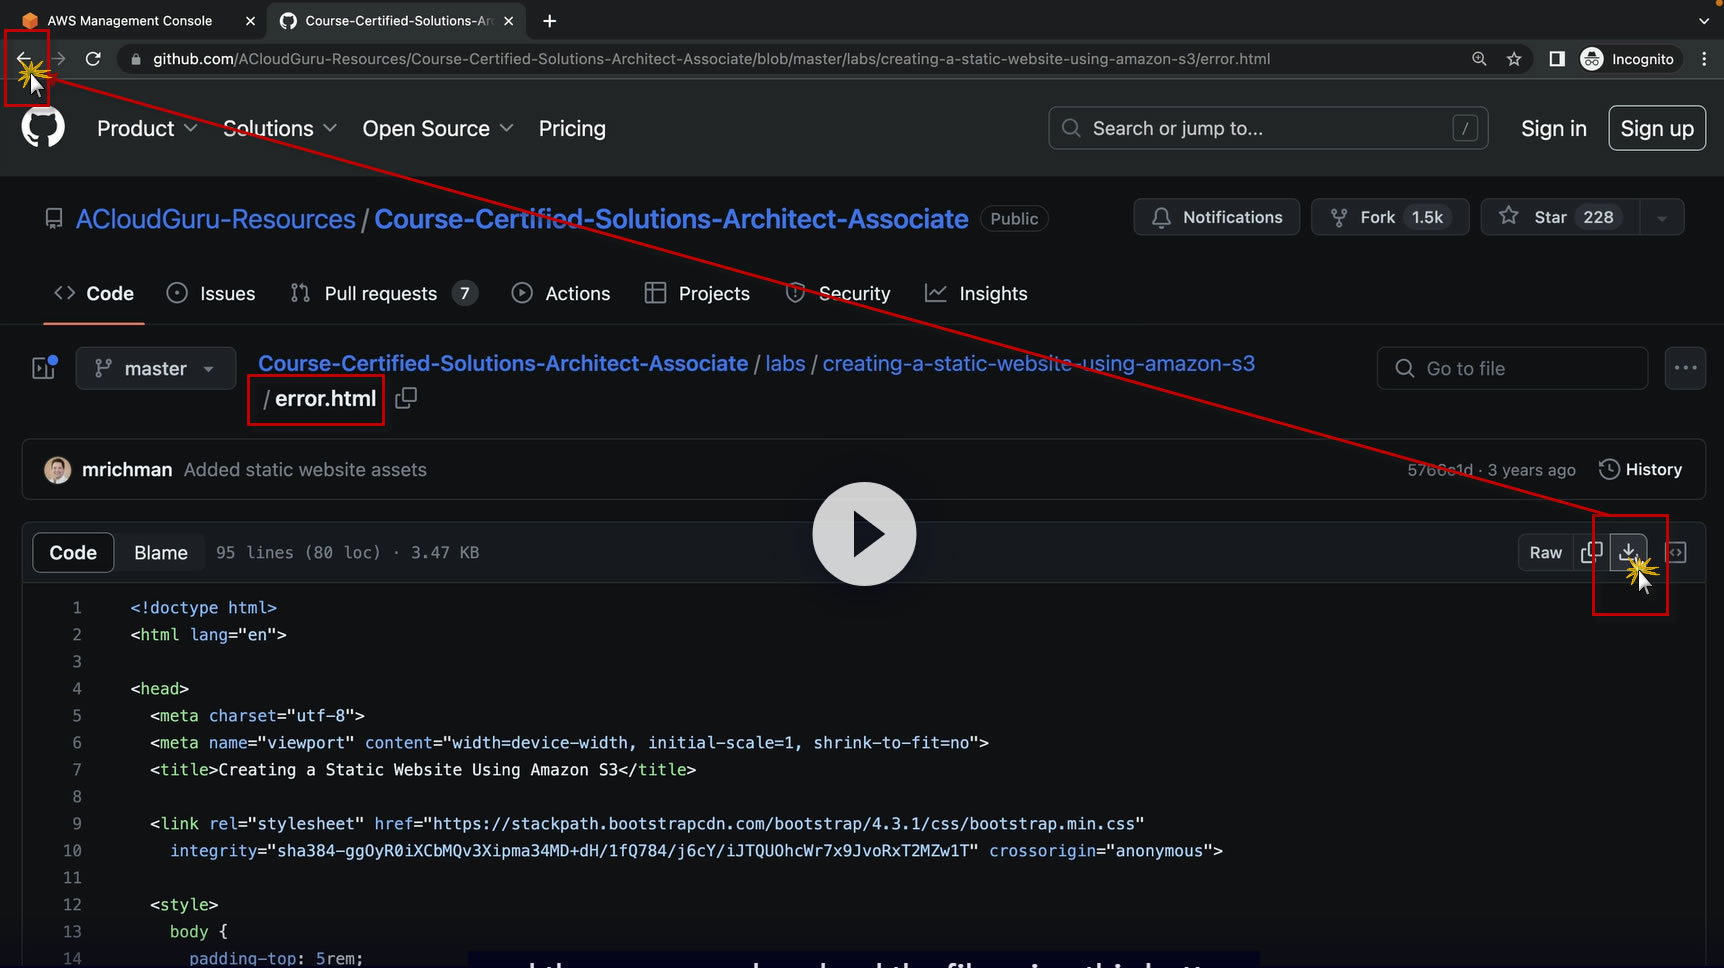 AWS Management Console
Course-Certified-Solutions-Ar
github.com/ACloudGuru-Resources/Course-Certified-Solutions-Architect-Associate/blob/master/labs/creating-a-static-website-using-amazon-s3/error.html
Incognito
Product Solutions Open Source Pricing
Search or jump to... /
Sign in Sign up
ACloudGuru-Resources / Course-Certified-Solutions-Architect-Associate Public
Notifications Fork 1.5k Star 228
Code Issues Pull requests 7 Actions Projects Security Insights
master
Course-Certified-Solutions-Architect-Associate / labs / creating-a-static-website-using-amazon-s3
/ error.html
Go to file
mrichman Added static website assets
· 3 years ago History
Code Blame 95 lines (80 loc) · 3.47 KB Raw
1 <!doctype html>
2 <html lang="en">
3
4 <head>
5 <meta charset="utf-8">
6 <meta name="viewport" content="width=device-width, initial-scale=1, shrink-to-fit=no">
7 <title>Creating a Static Website Using Amazon S3</title>
8
9 <link rel="stylesheet" href="https://stackpath.bootstrapcdn.com/bootstrap/4.3.1/css/bootstrap.min.css"
10 integrity="sha384-ggOyR0iXCbMQv3Xipma34MD+dH/1fQ784/j6cY/iJTQUOhcWr7x9JvoRxT2MZw1T" crossorigin="anonymous">
11
12 <style>
13 body {
14 padding-top: 5rem;